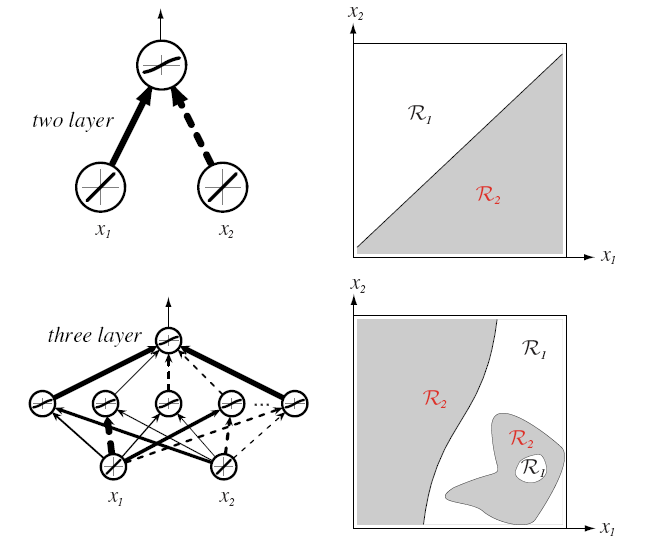 x₂
two layer
R₁
R₂
x₁ x₂
x₁
x₂
three layer
R₁
R₂
R₂
...
R₁
x₁ x₂
x₁